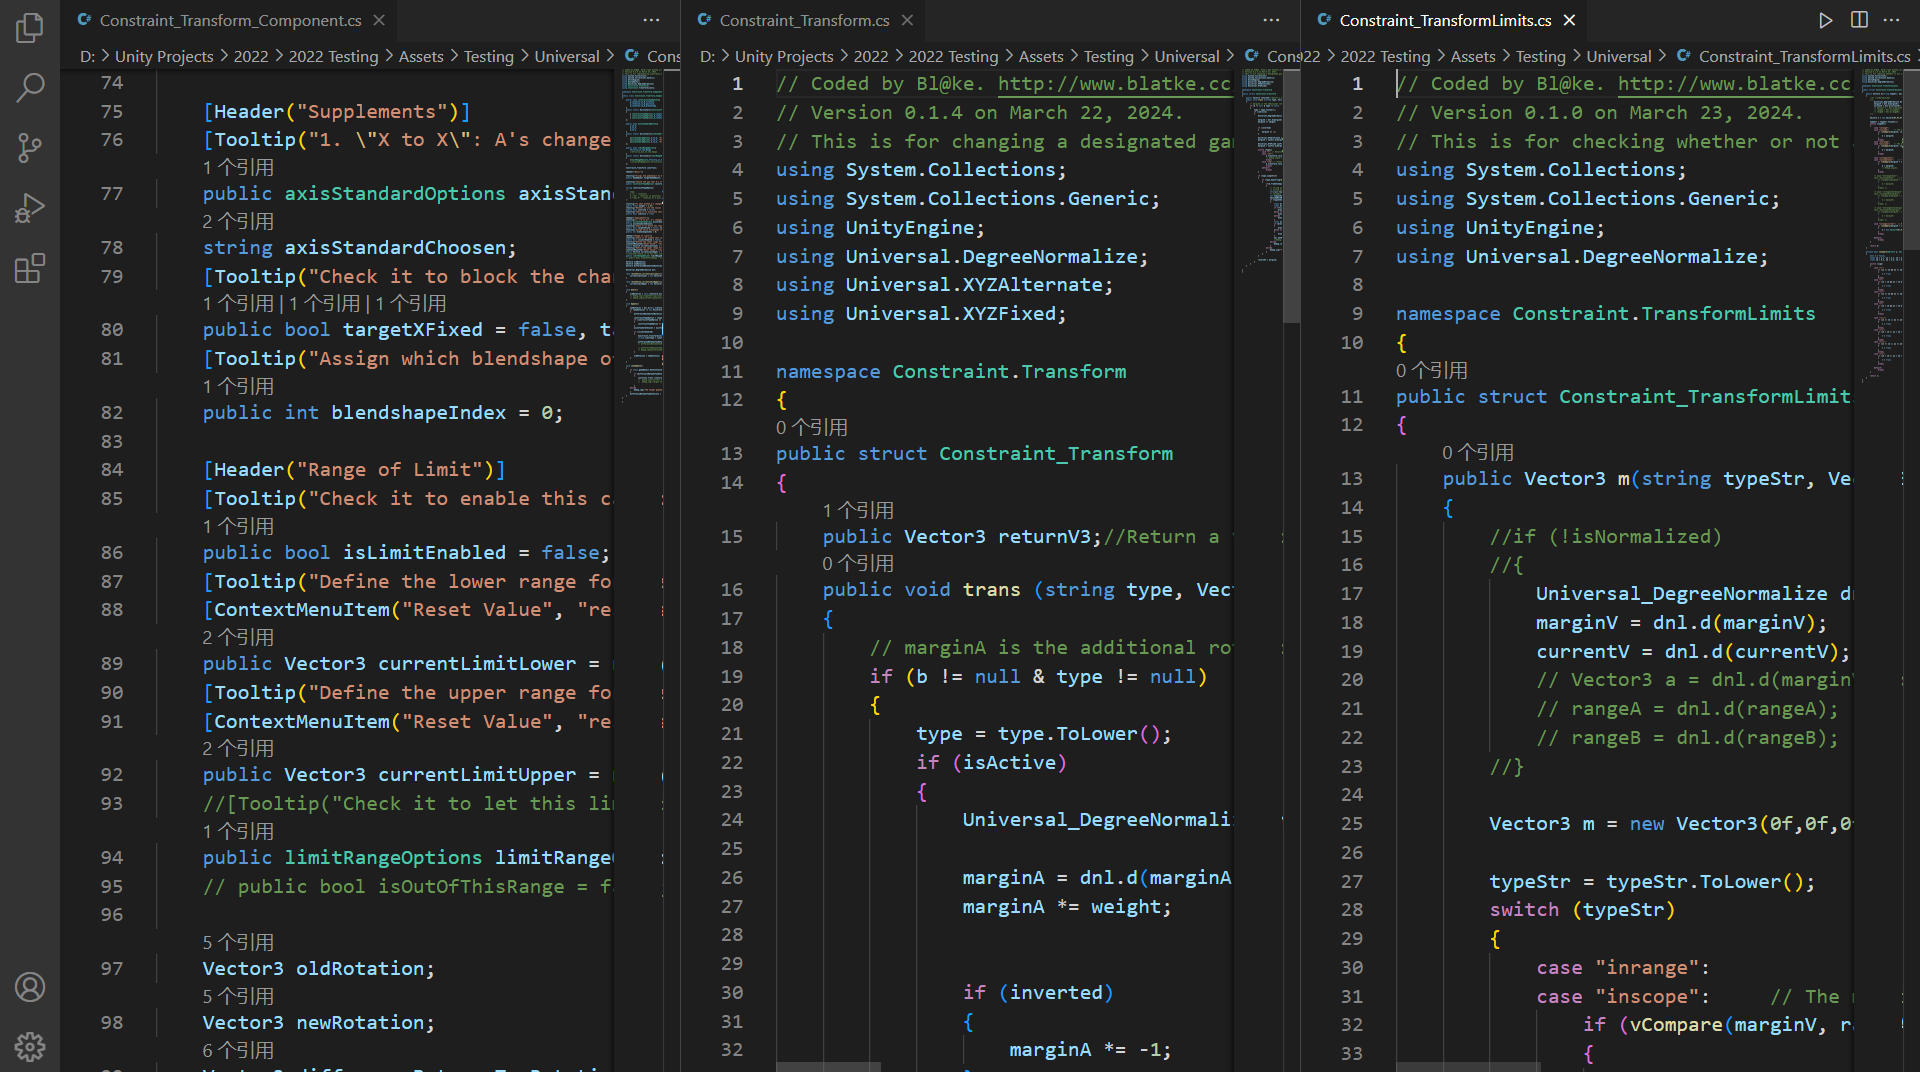 Constraint_Transform_Component.cs
D: > Unity Projects > 2022 > 2022 Testing > Assets > Testing > Universal >
74
75 [Header("Supplements")]
76 [Tooltip("1. \"X to X\": A's change
1 个引用
77 public axisStandardOptions
2 个引用
78 string axisStandardChoosen;
79 [Tooltip("Check it to block the
1 个引用 | 1 个引用 | 1 个引用
80 public bool targetXFixed = false,
81 [Tooltip("Assign which blendshape
1 个引用
82 public int blendshapeIndex = 0;
83
84 [Header("Range of Limit")]
85 [Tooltip("Check it to enable this
1 个引用
86 public bool isLimitEnabled = false;
87 [Tooltip("Define the lower range
88 [ContextMenuItem("Reset Value",
2 个引用
89 public Vector3 currentLimitLower =
90 [Tooltip("Define the upper range
91 [ContextMenuItem("Reset Value",
2 个引用
92 public Vector3 currentLimitUpper =
93 //[Tooltip("Check it to let this
1 个引用
94 public limitRangeOptions
95 // public bool isOutOfThisRange =
96
5 个引用
97 Vector3 oldRotation;
5 个引用
98 Vector3 newRotation;
6 个引用
Constraint_Transform.cs
D: > Unity Projects > 2022 > 2022 Testing > Assets > Testing > Universal >
1 // Coded by Bl@ke. http://www.blatke.cc
2 // Version 0.1.4 on March 22, 2024.
3 // This is for changing a designated
4 using System.Collections;
5 using System.Collections.Generic;
6 using UnityEngine;
7 using Universal.DegreeNormalize;
8 using Universal.XYZAlternate;
9 using Universal.XYZFixed;
10
11 namespace Constraint.Transform
12 {
0 个引用
13 public struct Constraint_Transform
14 {
1 个引用
15 public Vector3 returnV3;//Return a
0 个引用
16 public void trans (string type,
17 {
18 // marginA is the additional
19 if (b != null & type != null)
20 {
21 type = type.ToLower();
22 if (isActive)
23 {
24 
25
26 marginA = dnl.d(marginA
27 marginA *= weight;
28
29
30 if (inverted)
31 {
32 marginA *= -1;
Constraint_TransformLimits.cs
22 > 2022 Testing > Assets > Testing > Universal > Constraint_TransformLimits.cs >
1 // Coded by Bl@ke. http://www.blatke.cc
2 // Version 0.1.0 on March 23, 2024.
3 // This is for checking whether or not
4 using System.Collections;
5 using System.Collections.Generic;
6 using UnityEngine;
7 using Universal.DegreeNormalize;
8
9 namespace Constraint.TransformLimits
10 {
0 个引用
11 public struct
12 {
0 个引用
13 public Vector3 m(string typeStr,
14 {
15 //if (!isNormalized)
16 //{
17 Universal_DegreeNormalize
18 marginV = dnl.d(marginV);
19 currentV = dnl.d(currentV);
20 // Vector3 a =
21 // rangeA = dnl.d(rangeA);
22 // rangeB = dnl.d(rangeB);
23 //}
24
25 Vector3 m = new Vector3(0f,0f,
26
27 typeStr = typeStr.ToLower();
28 switch (typeStr)
29 {
30 case "inrange":
31 case "inscope": // The
32 if (vCompare(marginV,
33 {